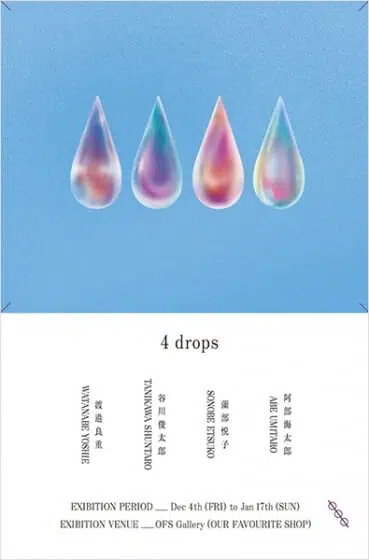 4 drops
渡邉良重
WATANABE YOSHIE
谷川俊太郎
TANIKAWA SHUNTARO
薗部悦子
SONOBE ETSUKO
阿部海太郎
ABE UMITARO
EXIBITION PERIOD __ Dec 4th (FRI) to Jan 17th (SUN)
EXIBITION VENUE __ OFS Gallery (OUR FAVOURITE SHOP)